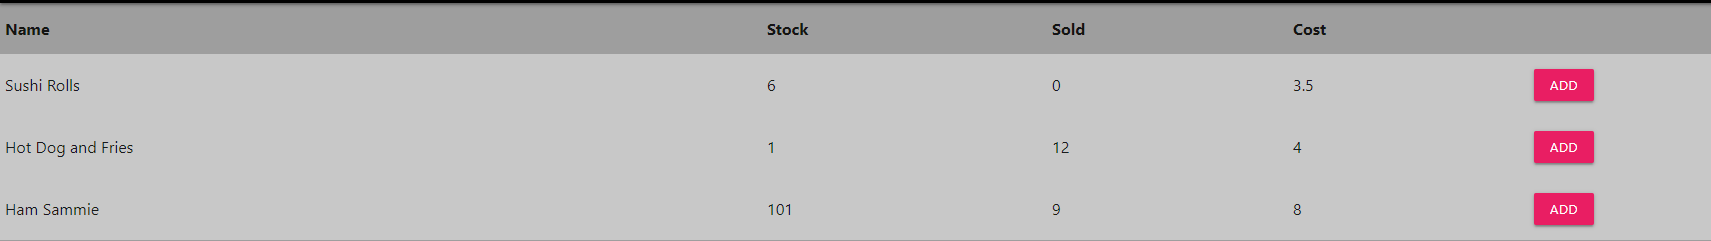 Name Stock Sold Cost
Sushi Rolls 6 0 3.5 ADD
Hot Dog and Fries 1 12 4 ADD
Ham Sammie 101 9 8 ADD